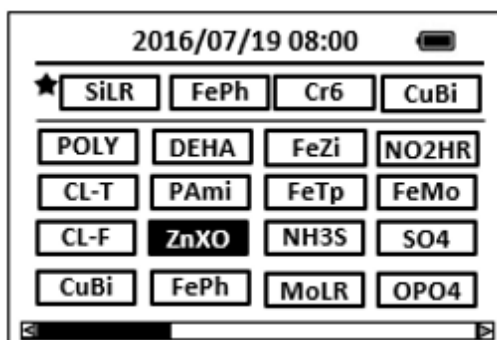 2016/07/19 08:00
SiLR FePh Cr6 CuBi
POLY DEHA FeZi NO2HR
CL-T PAmi FeTp FeMo
CL-F ZnXO NH3S SO4
CuBi FePh MoLR OPO4